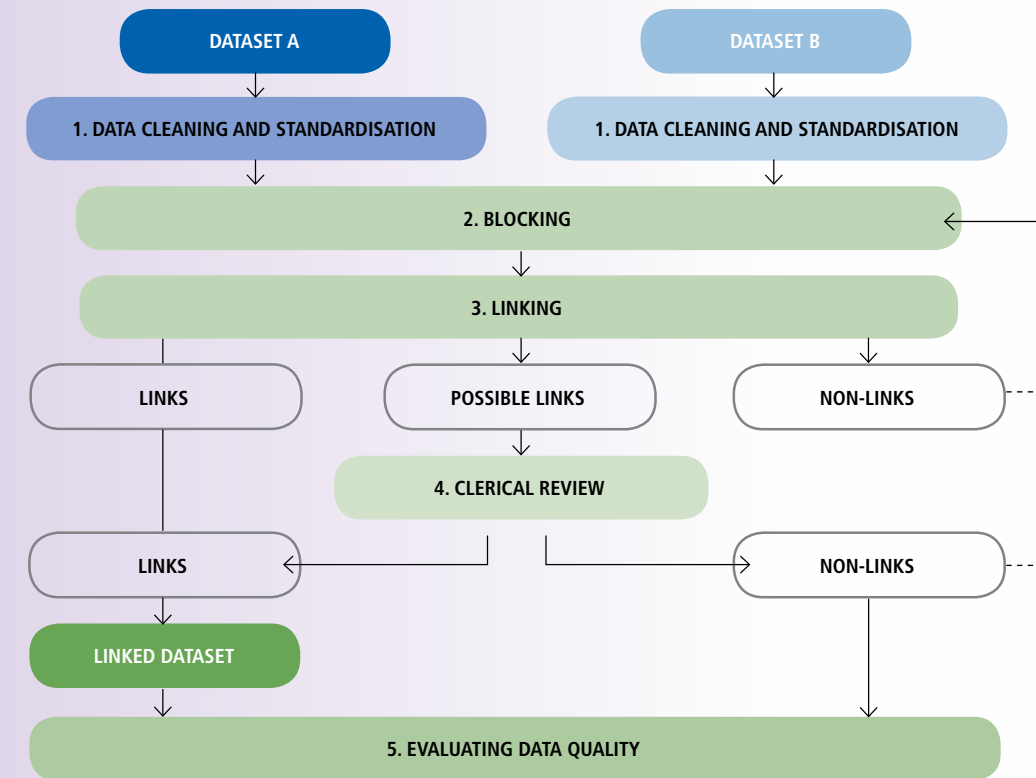 DATASET A
DATASET B
1. DATA CLEANING AND STANDARDISATION
1. DATA CLEANING AND STANDARDISATION
2. BLOCKING
3. LINKING
LINKS
POSSIBLE LINKS
NON-LINKS
4. CLERICAL REVIEW
LINKS
NON-LINKS
LINKED DATASET
5. EVALUATING DATA QUALITY